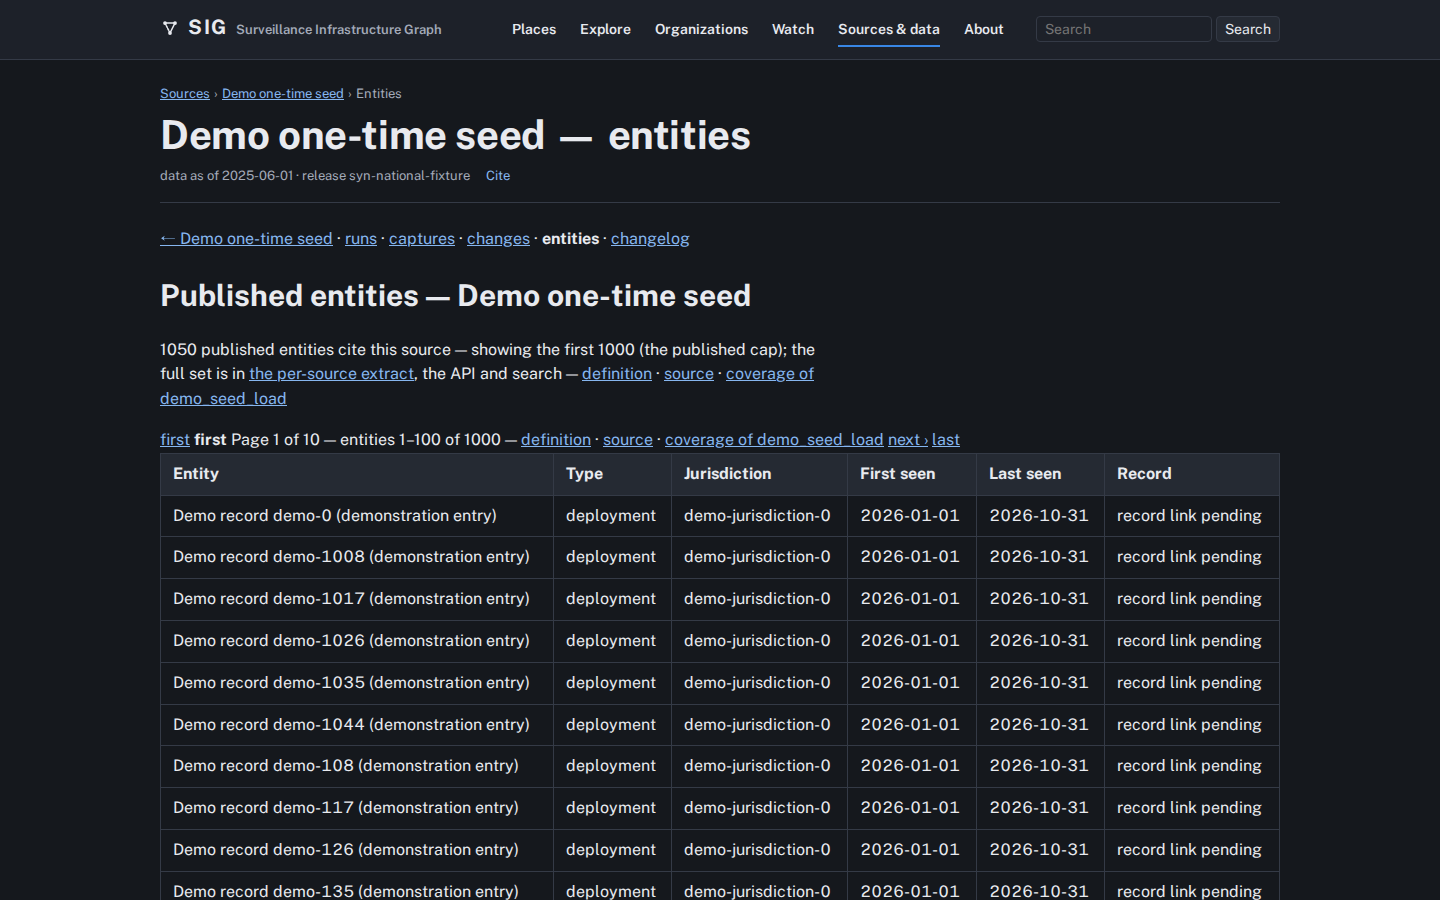 SIG Surveillance Infrastructure Graph Places Explore Organizations Watch Sources & data About Search Search
Sources › Demo one-time seed › Entities
Demo one-time seed — entities
data as of 2025-06-01 · release syn-national-fixture Cite
← Demo one-time seed · runs · captures · changes · entities · changelog
Published entities — Demo one-time seed
1050 published entities cite this source — showing the first 1000 (the published cap); the
full set is in the per-source extract, the API and search — definition · source · coverage of
demo_seed_load
first first Page 1 of 10 — entities 1–100 of 1000 — definition · source · coverage of demo_seed_load next › last
Entity Type Jurisdiction First seen Last seen Record
Demo record demo-0 (demonstration entry) deployment demo-jurisdiction-0 2026-01-01 2026-10-31 record link pending
Demo record demo-1008 (demonstration entry) deployment demo-jurisdiction-0 2026-01-01 2026-10-31 record link pending
Demo record demo-1017 (demonstration entry) deployment demo-jurisdiction-0 2026-01-01 2026-10-31 record link pending
Demo record demo-1026 (demonstration entry) deployment demo-jurisdiction-0 2026-01-01 2026-10-31 record link pending
Demo record demo-1035 (demonstration entry) deployment demo-jurisdiction-0 2026-01-01 2026-10-31 record link pending
Demo record demo-1044 (demonstration entry) deployment demo-jurisdiction-0 2026-01-01 2026-10-31 record link pending
Demo record demo-108 (demonstration entry) deployment demo-jurisdiction-0 2026-01-01 2026-10-31 record link pending
Demo record demo-117 (demonstration entry) deployment demo-jurisdiction-0 2026-01-01 2026-10-31 record link pending
Demo record demo-126 (demonstration entry) deployment demo-jurisdiction-0 2026-01-01 2026-10-31 record link pending
Demo record demo-135 (demonstration entry) deployment demo-jurisdiction-0 2026-01-01 2026-10-31 record link pending